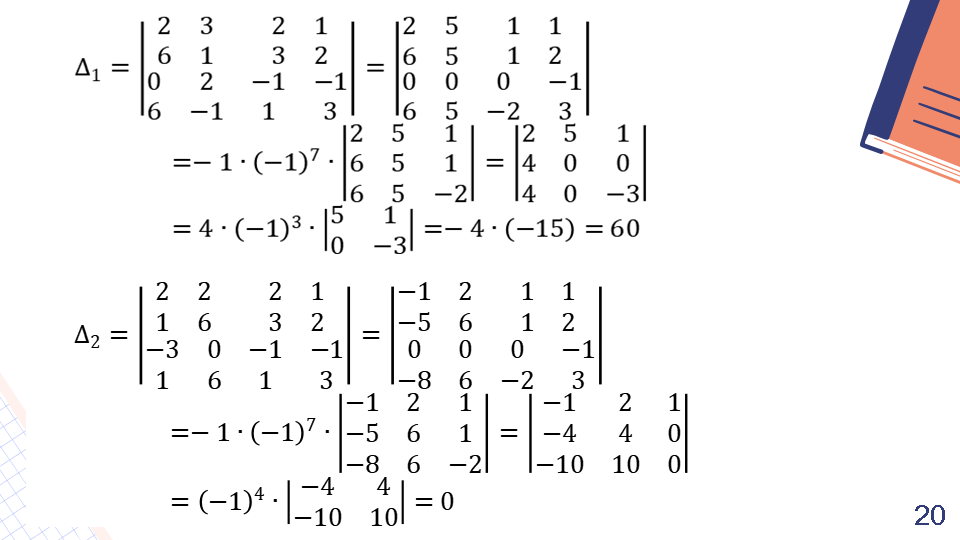 Δ₁ = |2 3 2 1| = |2 5 1 1|
|6 1 3 2| |6 5 1 2|
|0 2 −1 −1| |0 0 0 −1|
|6 −1 1 3| |6 5 −2 3|
=− 1 · (−1)⁷ · |2 5 1| = |2 5 1|
|6 5 1| |4 0 0|
|6 5 −2| |4 0 −3|
= 4 · (−1)³ · |5 1| =− 4 · (−15) = 60
|0 −3|
Δ₂ = |2 2 2 1| = |−1 2 1 1|
|1 6 3 2| |−5 6 1 2|
|−3 0 −1 −1| |0 0 0 −1|
|1 6 1 3| |−8 6 −2 3|
=− 1 · (−1)⁷ · |−1 2 1| = |−1 2 1|
|−5 6 1| |−4 4 0|
|−8 6 −2| |−10 10 0|
= (−1)⁴ · |−4 4| = 0
|−10 10|
20